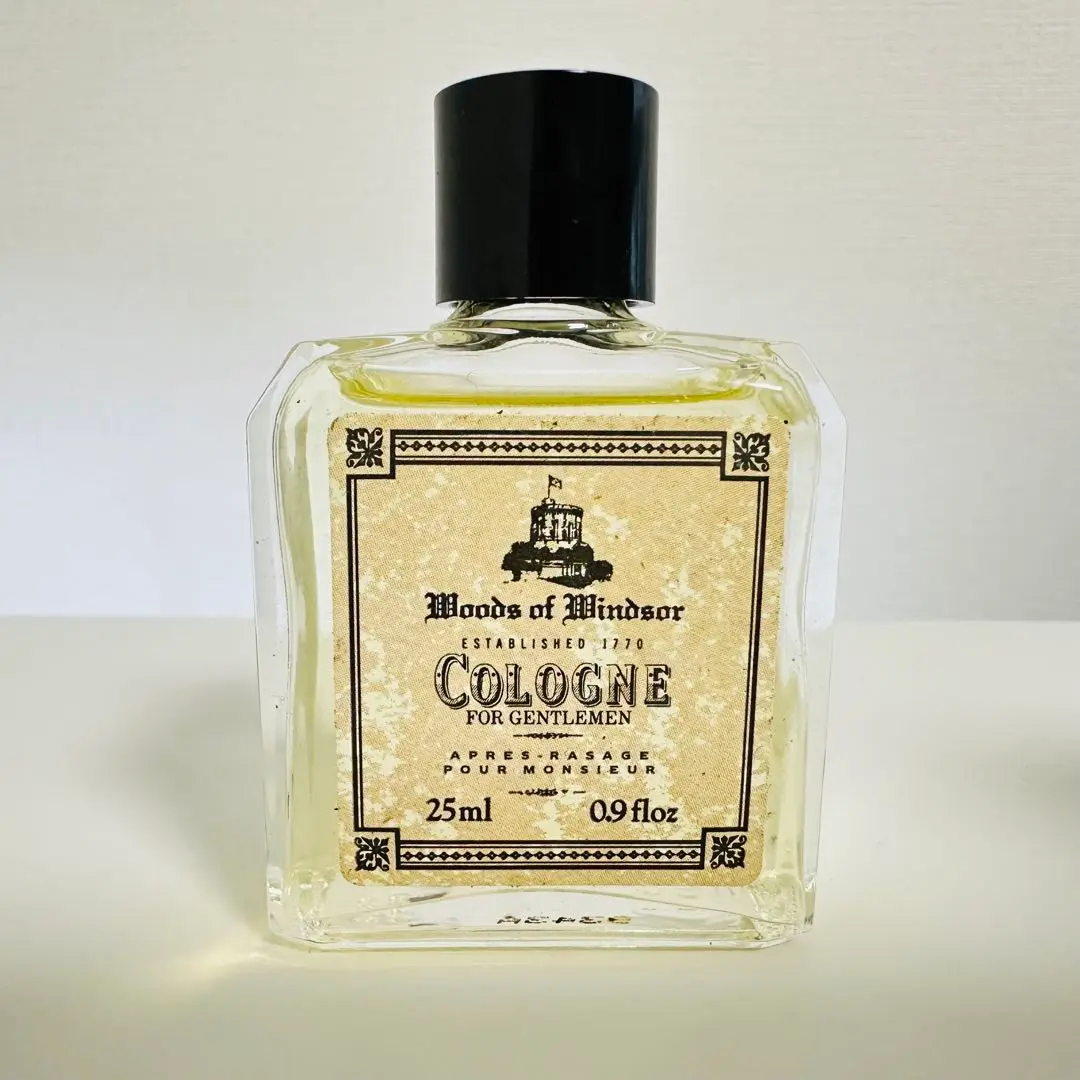 Woods of Windsor
ESTABLISHED 1770
COLOGNE
FOR GENTLEMEN
APRES-RASAGE
POUR MONSIEUR
25ml 0.9 floz